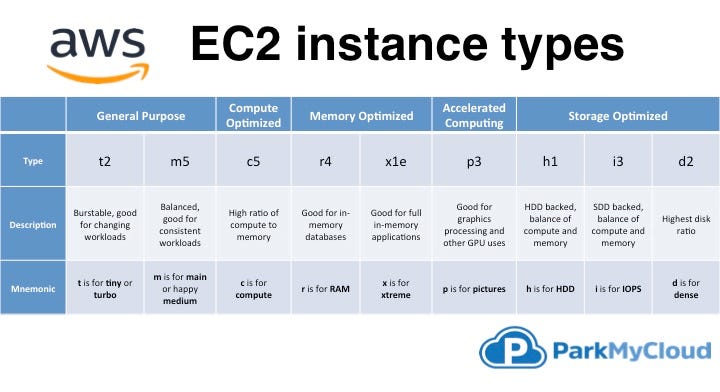 aws
EC2 instance types
General Purpose
Compute
Optimized
Memory Optimized
Accelerated
Computing
Storage Optimized
Type
t2
m5
c5
r4
x1e
p3
h1
i3
d2
Description
Burstable, good
for changing
workloads
Balanced,
good for
consistent
workloads
High ratio of
compute to
memory
Good for in-
memory
databases
Good for full
in-memory
applications
Good for
graphics
processing and
other GPU uses
HDD backed,
balance of
compute and
memory
SDD backed,
balance of
compute and
memory
Highest disk
ratio
Mnemonic
t is for tiny or
turbo
m is for main
or happy
medium
c is for
compute
r is for RAM
x is for
xtreme
p is for pictures
h is for HDD
i is for IOPS
d is for
dense
P
ParkMyCloud